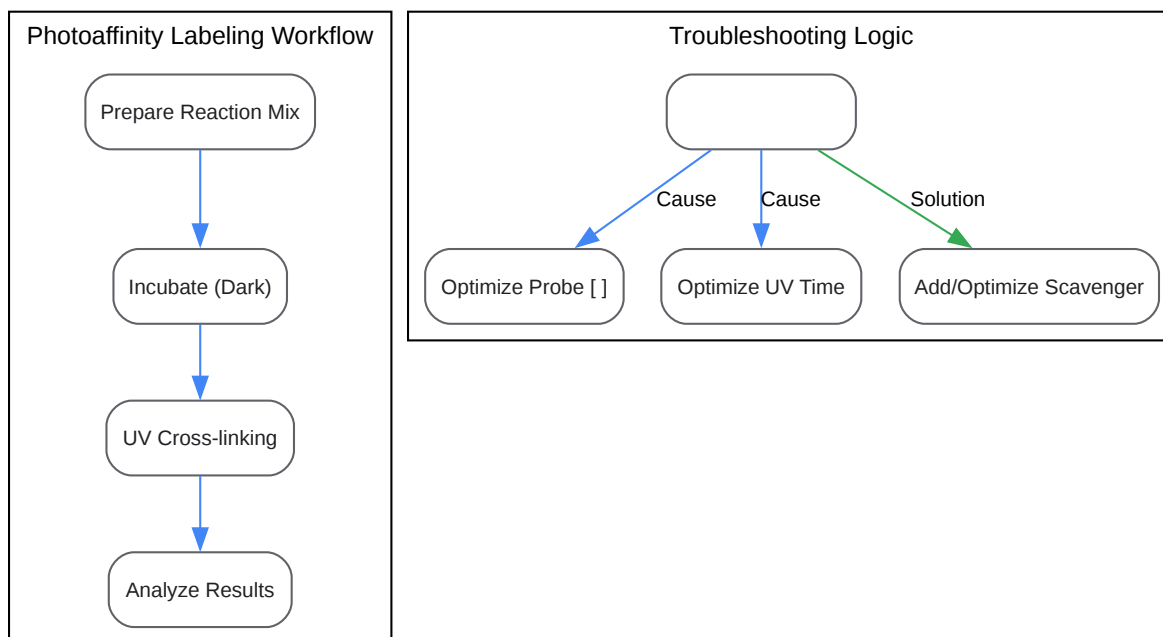 Photoaffinity Labeling Workflow
Prepare Reaction Mix
Incubate (Dark)
UV Cross-linking
Analyze Results
Troubleshooting Logic
Cause
Cause
Solution
Optimize Probe [ ]
Optimize UV Time
Add/Optimize Scavenger